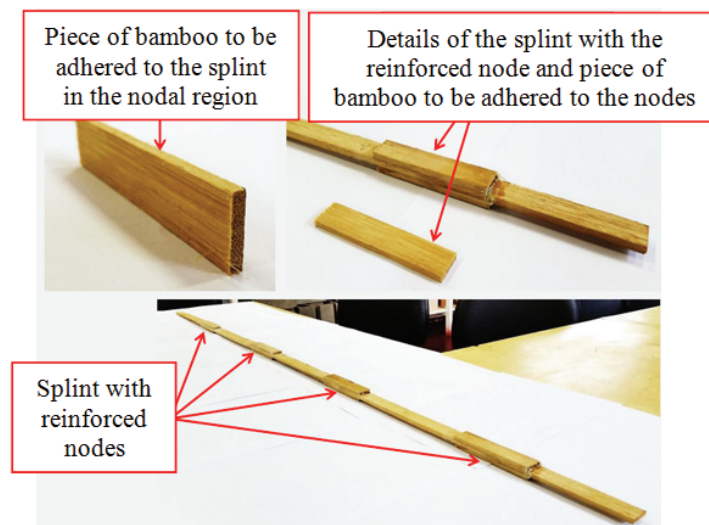 Piece of bamboo to be
adhered to the splint
in the nodal region
Details of the splint with the
reinforced node and piece of
bamboo to be adhered to the nodes
Splint with
reinforced
nodes